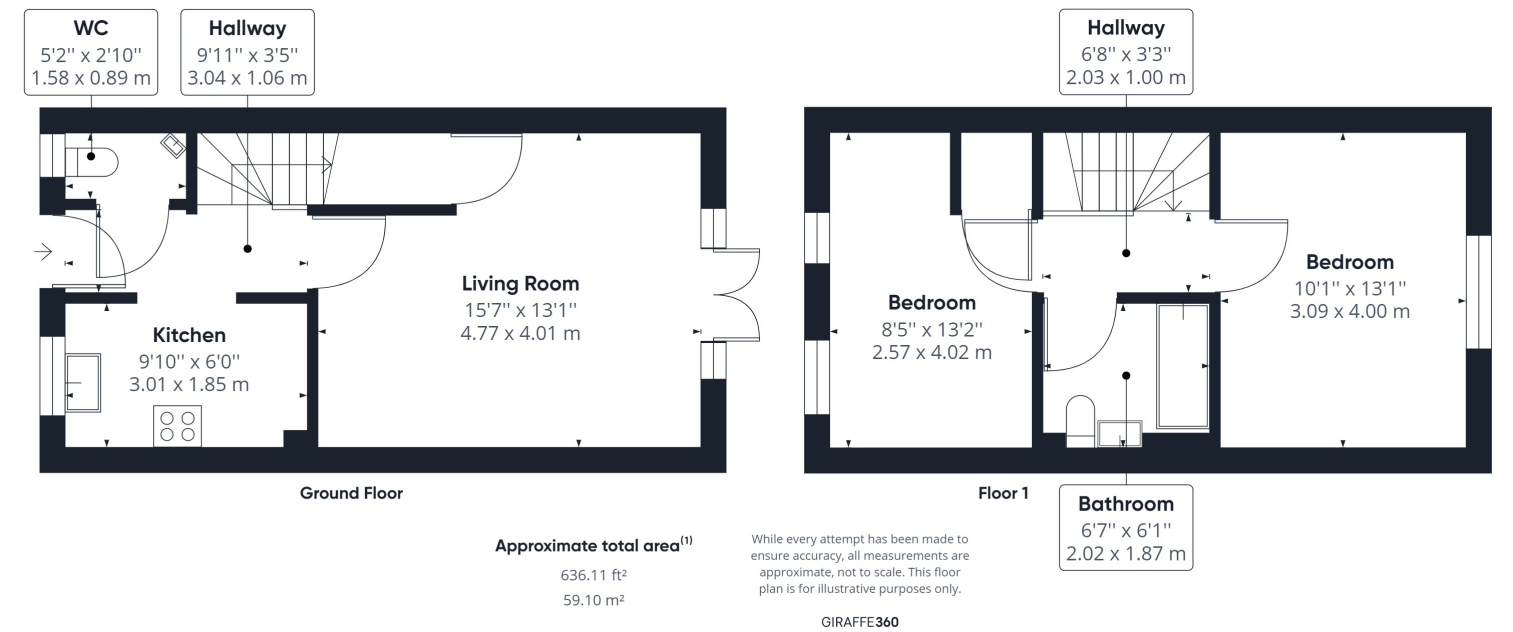 WC
5'2'' x 2'10''
1.58 x 0.89 m
Hallway
9'11'' x 3'5''
3.04 x 1.06 m
Living Room
15'7'' x 13'1''
4.77 x 4.01 m
Kitchen
9'10'' x 6'0''
3.01 x 1.85 m
Ground Floor
Hallway
6'8'' x 3'3''
2.03 x 1.00 m
Bedroom
8'5'' x 13'2''
2.57 x 4.02 m
Bedroom
10'1'' x 13'1''
3.09 x 4.00 m
Floor 1
Bathroom
6'7'' x 6'1''
2.02 x 1.87 m
Approximate total area(1)
636.11 ft²
59.10 m²
While every attempt has been made to
ensure accuracy, all measurements are
approximate, not to scale. This floor
plan is for illustrative purposes only.
GIRAFFE360